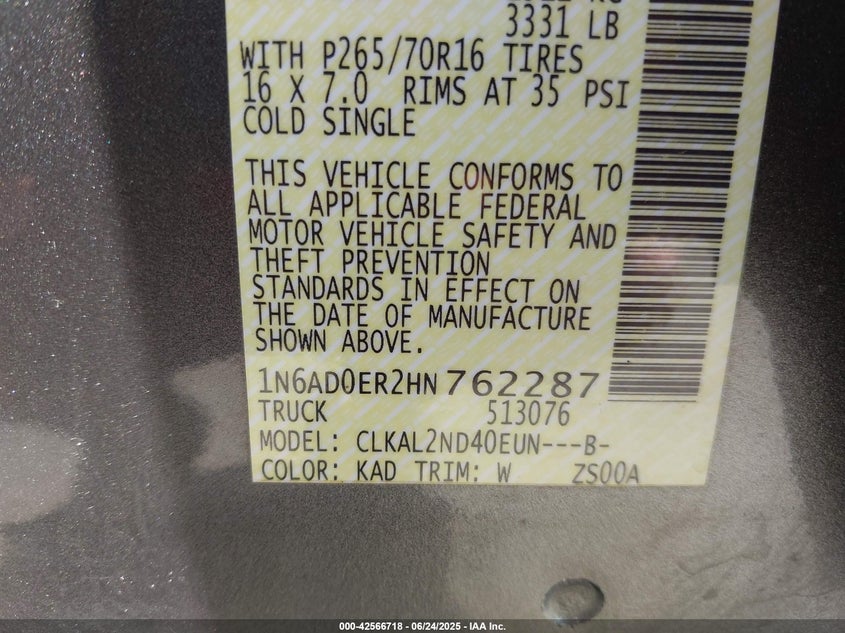 3331 LB
WITH P265/70R16 TIRES
16 X 7.0 RIMS AT 35 PSI
COLD SINGLE
THIS VEHICLE CONFORMS TO
ALL APPLICABLE FEDERAL
MOTOR VEHICLE SAFETY AND
THEFT PREVENTION
STANDARDS IN EFFECT ON
THE DATE OF MANUFACTURE
SHOWN ABOVE.
1N6AD0ER2HN762287
TRUCK 513076
MODEL: CLKAL2ND40EUN---B-
COLOR: KAD TRIM: W ZS00A
000-42566718 - 06/24/2025 - IAA Inc.